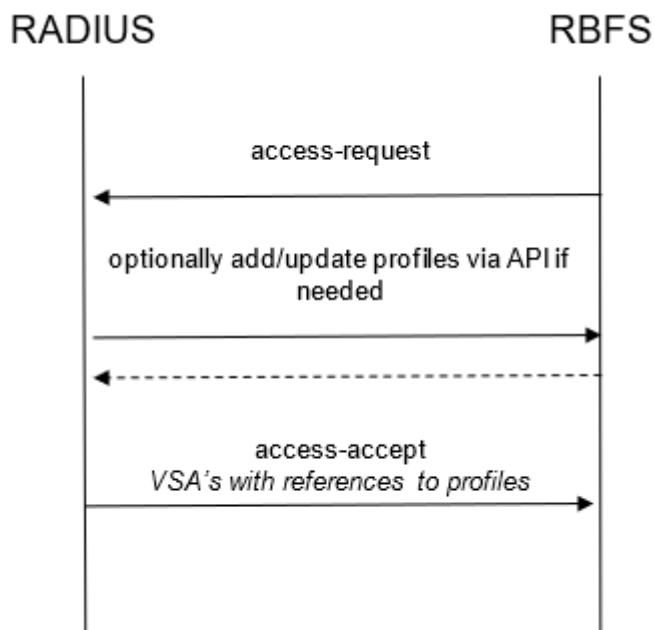 RADIUS RBFS
access-request
optionally add/update profiles via API if
needed
access-accept
VSA's with references to profiles